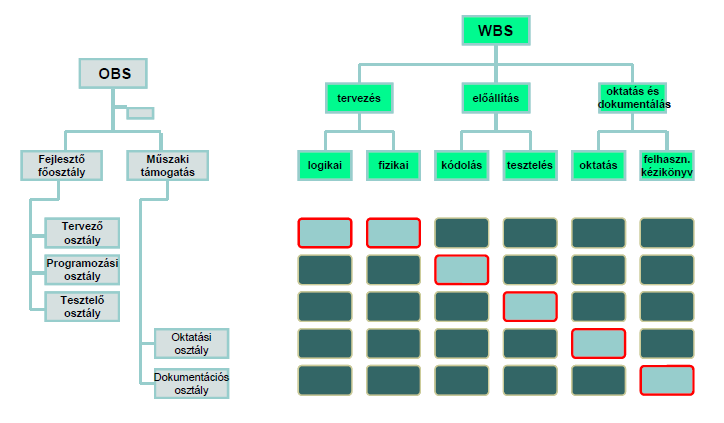 WBS
OBS
tervezés
előállítás
oktatás és
dokumentálás
Fejlesztő
főosztály
Műszaki
támogatás
logikai
fizikai
kódolás
tesztelés
oktatás
felhaszn.
kézikönyv
Tervező
osztály
Programozási
osztály
Tesztelő
osztály
Oktatási
osztály
Dokumentációs
osztály